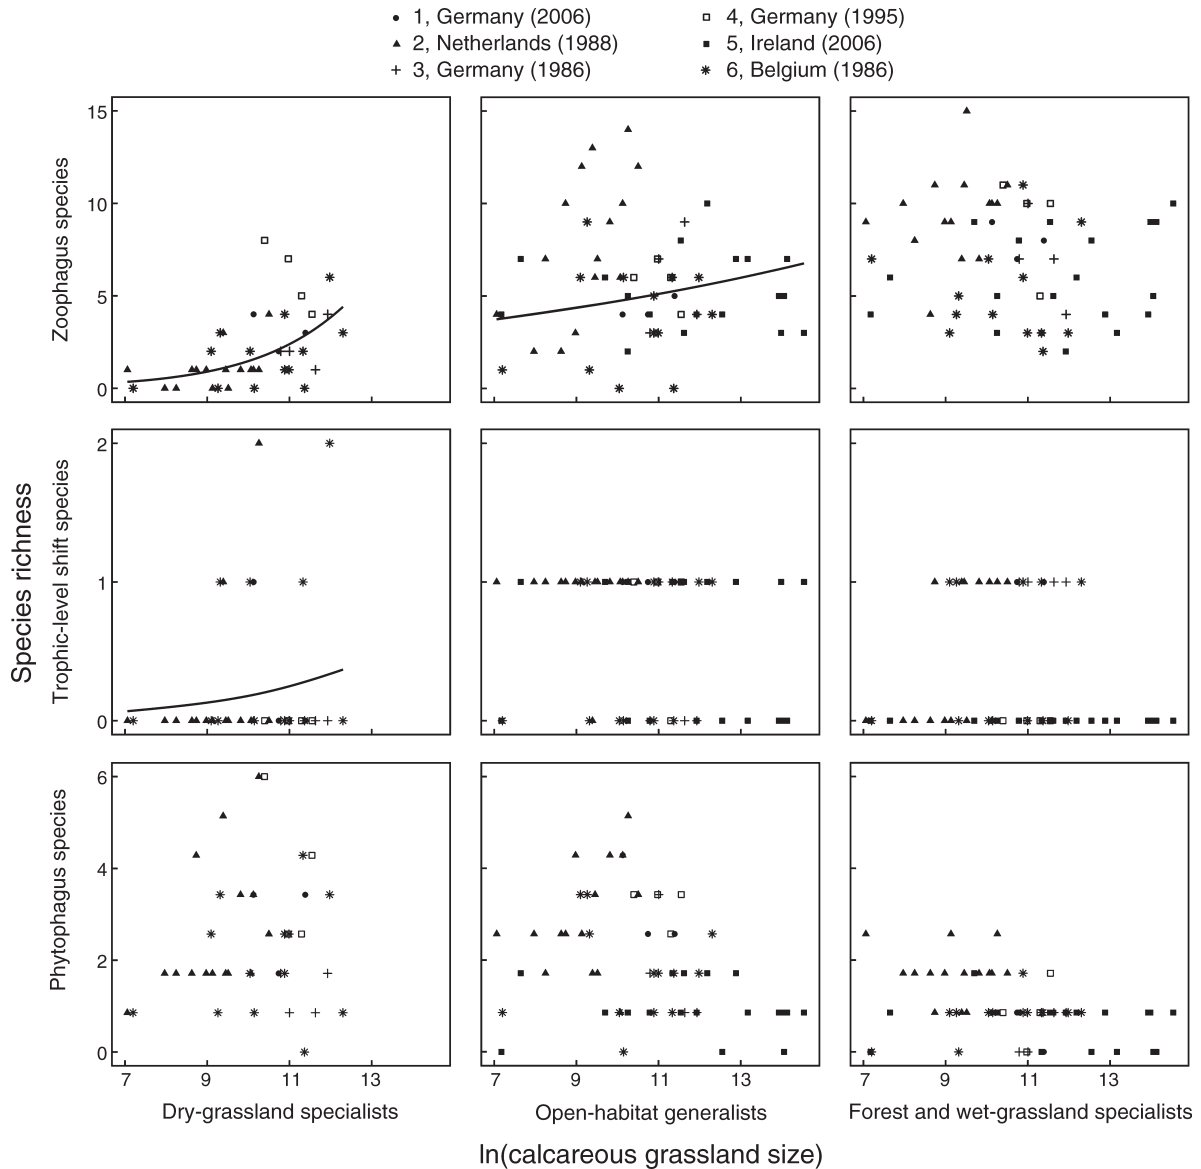 1, Germany (2006)
2, Netherlands (1988)
3, Germany (1986)
4, Germany (1995)
5, Ireland (2006)
6, Belgium (1986)
Species richness
Zoophagus species
15
10
5
0
Trophic-level shift species
2
1
0
Phytophagus species
6
4
2
0
7 9 11 13
7 9 11 13
7 9 11 13
Dry-grassland specialists
Open-habitat generalists
Forest and wet-grassland specialists
ln(calcareous grassland size)